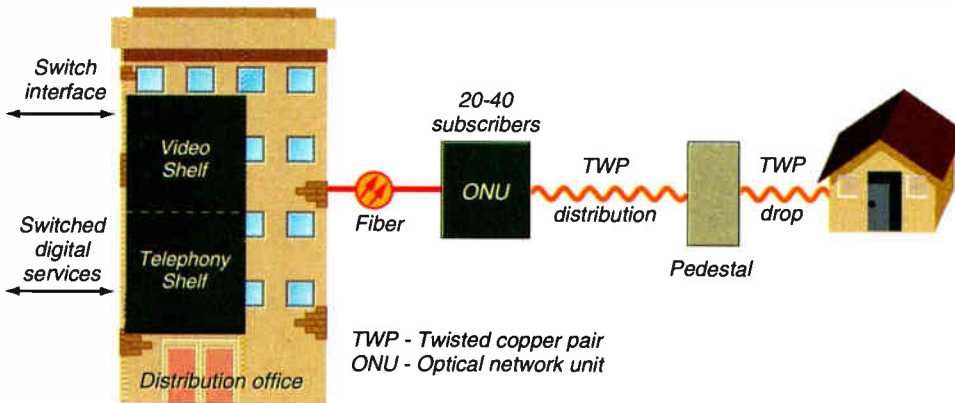 Switch
interface
Video
Shelf
Switched
digital
services
Telephony
Shelf
Distribution office
Fiber
20-40
subscribers
ONU
TWP
distribution
Pedestal
TWP
drop
TWP - Twisted copper pair
ONU - Optical network unit